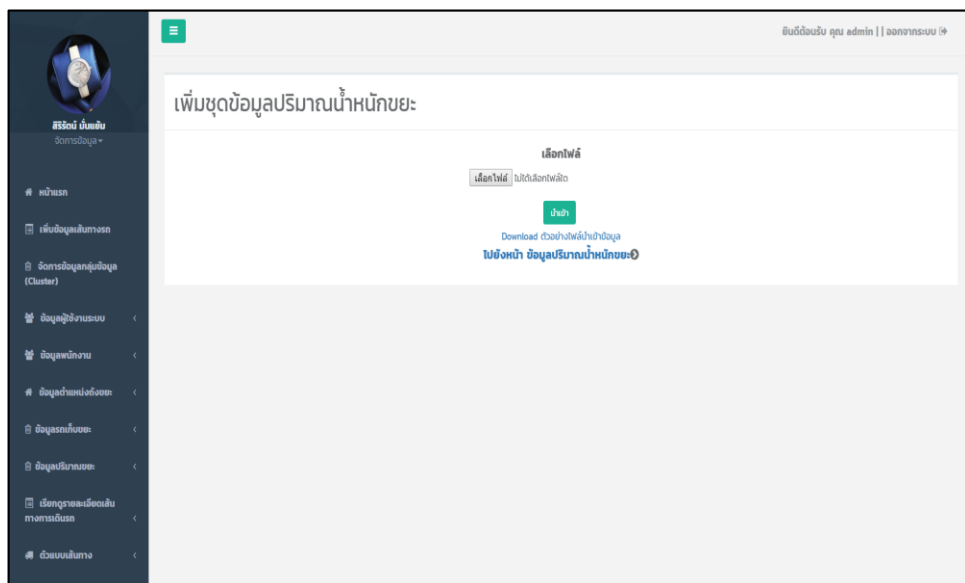 สิริรัตน์ มั่นแย้ม
จัดการข้อมูล
หน้าแรก
เพิ่มข้อมูลเส้นทางรถ
จัดการข้อมูลกลุ่มข้อมูล
(Cluster)
ข้อมูลผู้ใช้งานระบบ
ข้อมูลพนักงาน
ข้อมูลตำแหน่งถังขยะ
ข้อมูลรถเก็บขยะ
ข้อมูลปริมาณขยะ
เรียกดูรายละเอียดเส้น
ทางการเดินรถ
ตัวแบบเส้นทาง
ยินดีต้อนรับ คุณ admin | | ออกจากระบบ
เพิ่มชุดข้อมูลปริมาณน้ำหนักขยะ
เลือกไฟล์
เลือกไฟล์ ไม่ได้เลือกไฟล์ใด
นำเข้า
Download ตัวอย่างไฟล์นำเข้าข้อมูล
ไปยังหน้า ข้อมูลปริมาณน้ำหนักขยะ